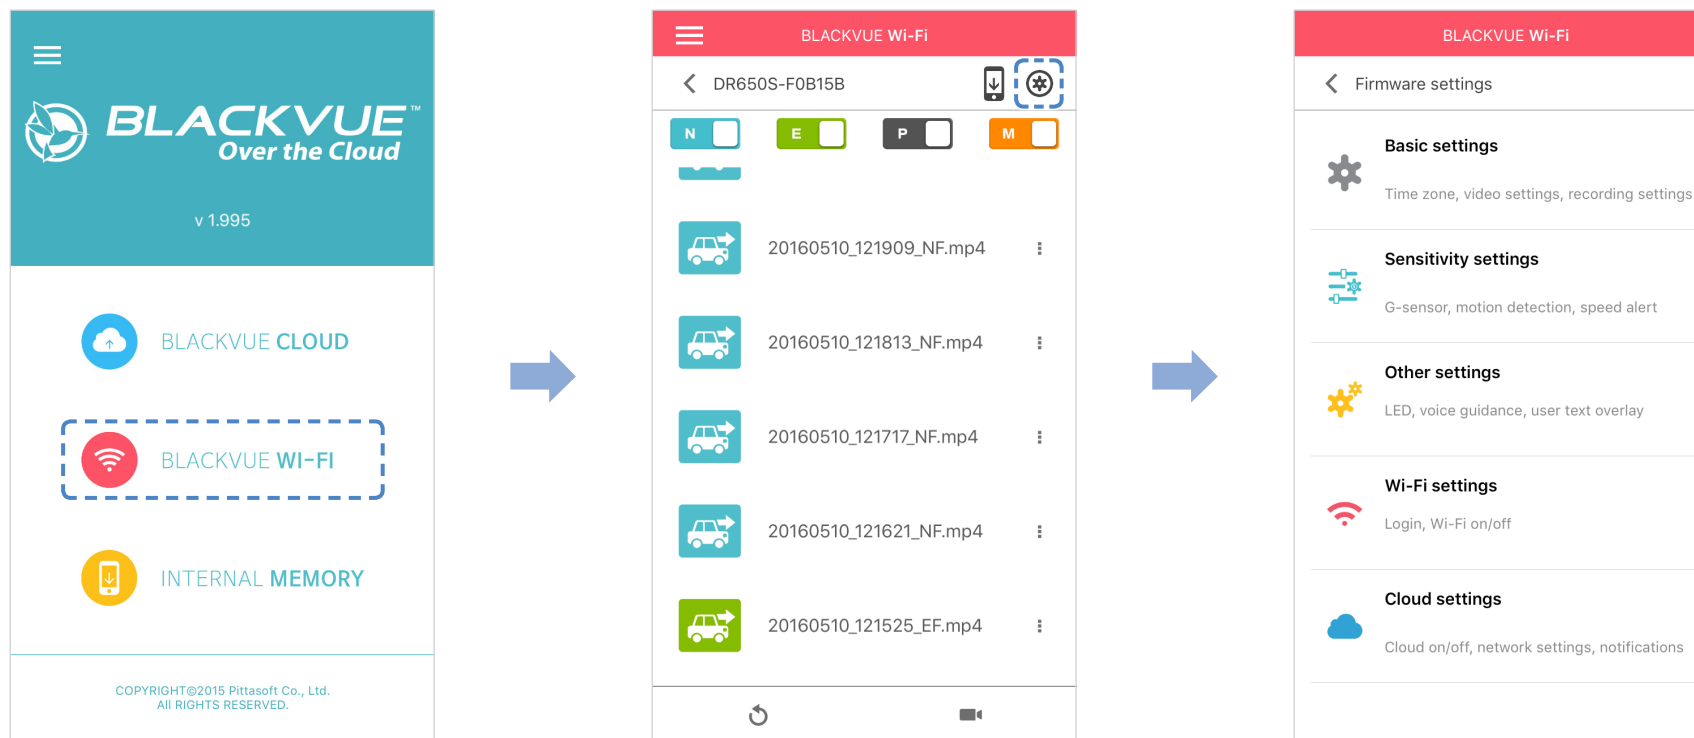 BLACKVUE™
Over the Cloud
v 1.995
BLACKVUE CLOUD
BLACKVUE WI-FI
INTERNAL MEMORY
COPYRIGHT©2015 Pittasoft Co., Ltd.
All RIGHTS RESERVED.
BLACKVUE Wi-Fi
DR650S-F0B15B
N E P M
20160510_121909_NF.mp4
20160510_121813_NF.mp4
20160510_121717_NF.mp4
20160510_121621_NF.mp4
20160510_121525_EF.mp4
BLACKVUE Wi-Fi
Firmware settings
Basic settings
Time zone, video settings, recording settings
Sensitivity settings
G-sensor, motion detection, speed alert
Other settings
LED, voice guidance, user text overlay
Wi-Fi settings
Login, Wi-Fi on/off
Cloud settings
Cloud on/off, network settings, notifications